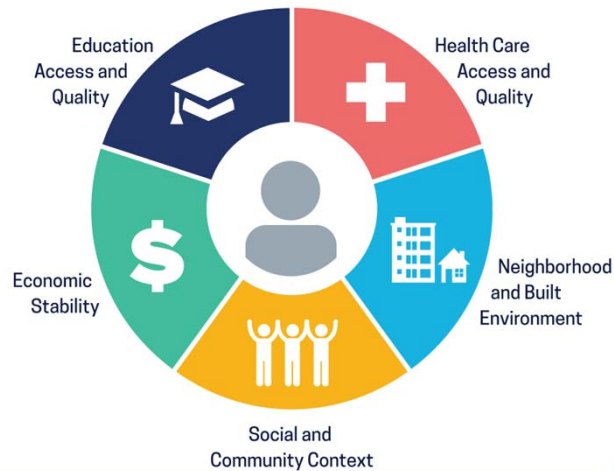 Education
Access and
Quality
Health Care
Access and
Quality
$
Economic
Stability
Neighborhood
and Built
Environment
Social and
Community Context